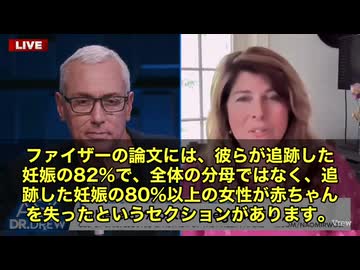 LIVE
ファイザーの論文には、彼らが追跡した
妊娠の82%で、全体の分母ではなく、追
跡した妊娠の80%以上の女性が赤ちゃん
を失ったというセクションがあります。
DR.DREW